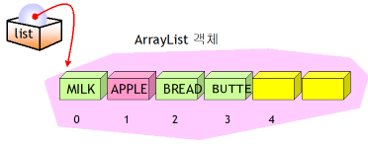 list
ArrayList 객체
MILK APPLE BREAD BUTTE
0 1 2 3 4